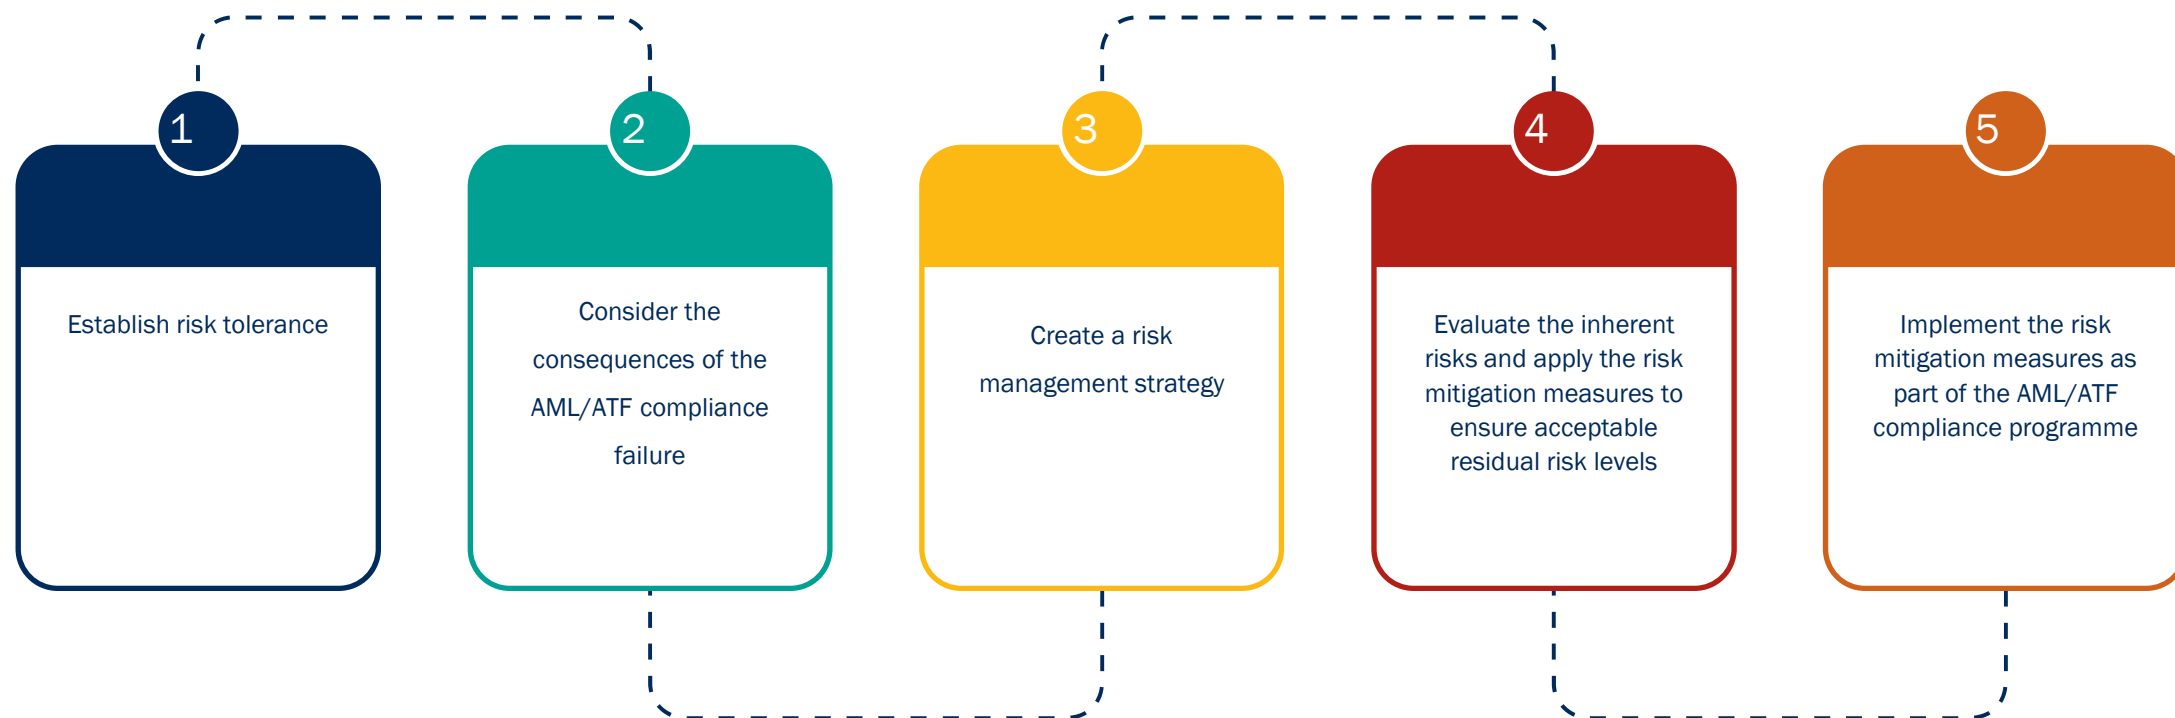 1
Establish risk tolerance
2
Consider the
consequences of the
AML/ATF compliance
failure
3
Create a risk
management strategy
4
Evaluate the inherent
risks and apply the risk
mitigation measures to
ensure acceptable
residual risk levels
5
Implement the risk
mitigation measures as
part of the AML/ATF
compliance programme